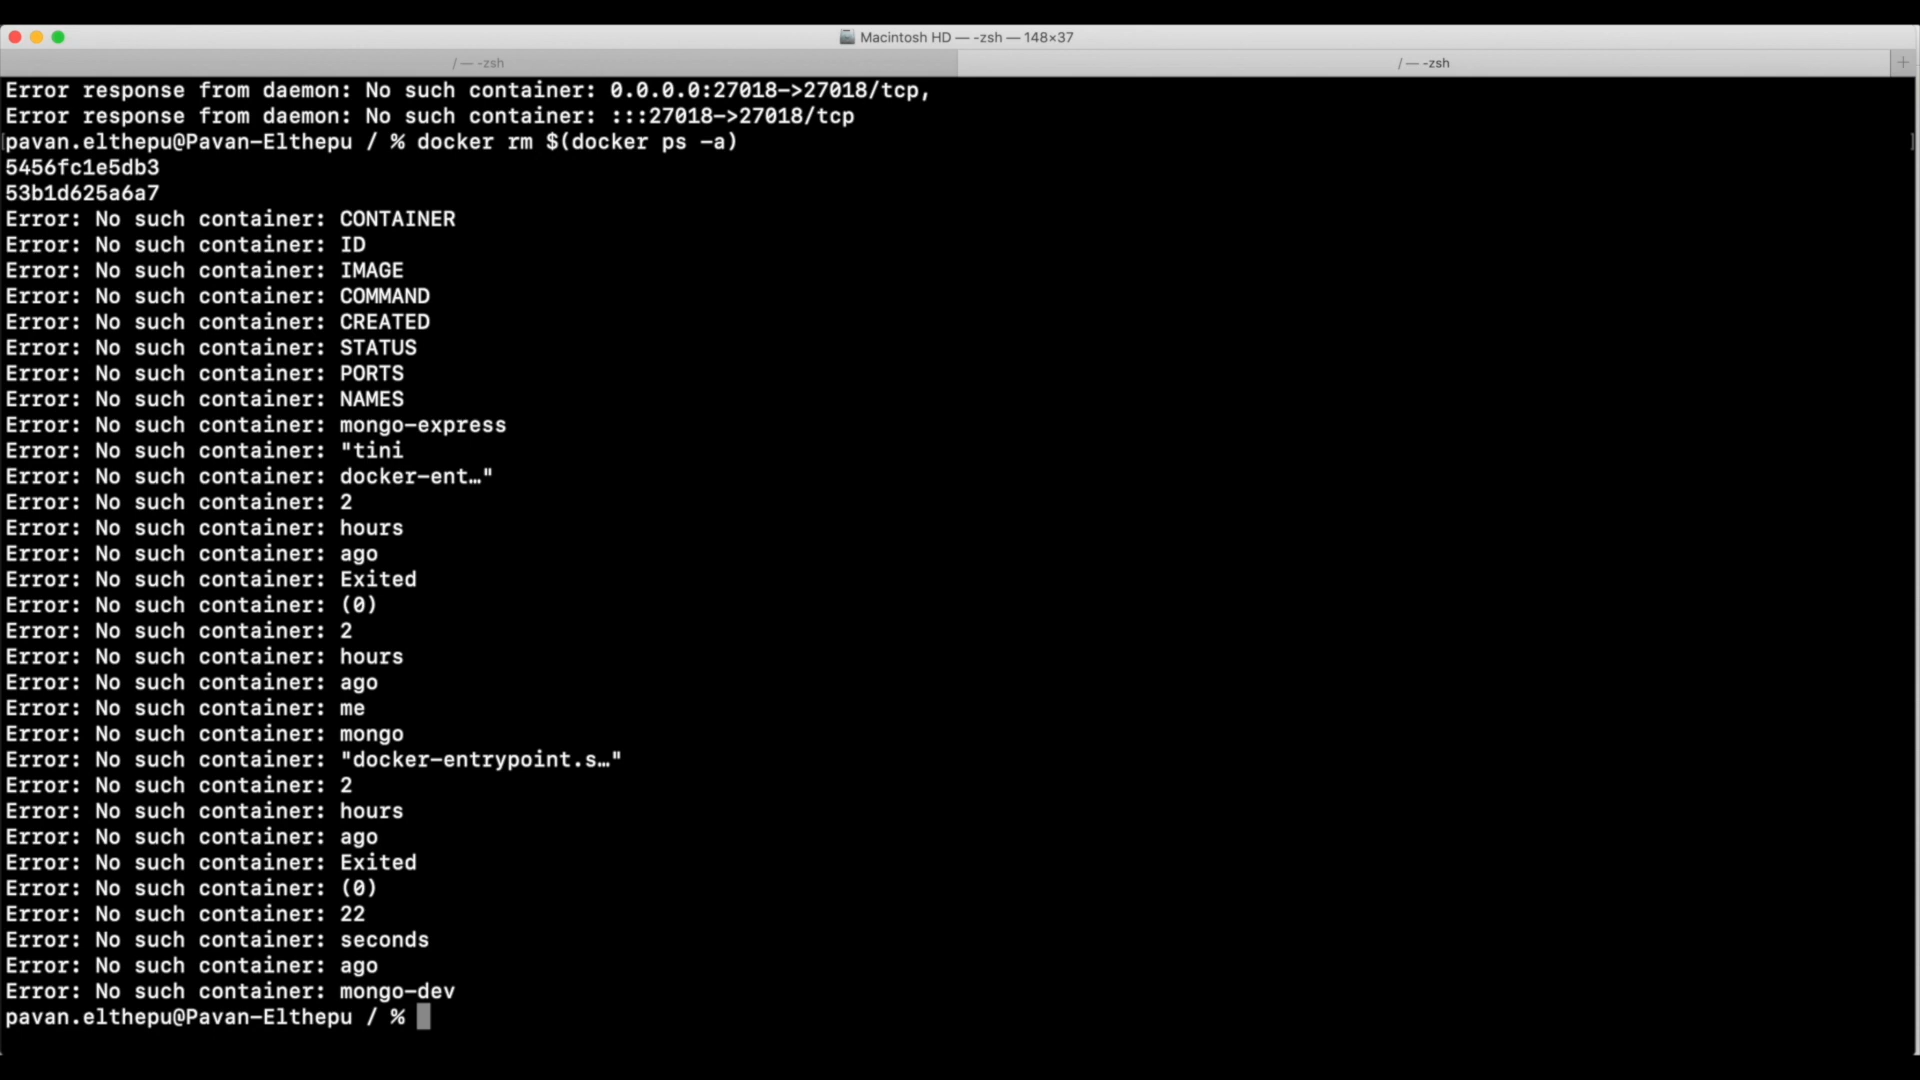 Macintosh HD — -zsh — 148×37
/ — -zsh
/ — -zsh
Error response from daemon: No such container: 0.0.0.0:27018->27018/tcp,
Error response from daemon: No such container: :::27018->27018/tcp
[pavan.elthepu@Pavan-Elthepu / % docker rm $(docker ps -a) ]
5456fc1e5db3
53b1d625a6a7
Error: No such container: CONTAINER
Error: No such container: ID
Error: No such container: IMAGE
Error: No such container: COMMAND
Error: No such container: CREATED
Error: No such container: STATUS
Error: No such container: PORTS
Error: No such container: NAMES
Error: No such container: mongo-express
Error: No such container: "tini
Error: No such container: docker-ent…"
Error: No such container: 2
Error: No such container: hours
Error: No such container: ago
Error: No such container: Exited
Error: No such container: (0)
Error: No such container: 2
Error: No such container: hours
Error: No such container: ago
Error: No such container: me
Error: No such container: mongo
Error: No such container: "docker-entrypoint.s…"
Error: No such container: 2
Error: No such container: hours
Error: No such container: ago
Error: No such container: Exited
Error: No such container: (0)
Error: No such container: 22
Error: No such container: seconds
Error: No such container: ago
Error: No such container: mongo-dev
pavan.elthepu@Pavan-Elthepu / %